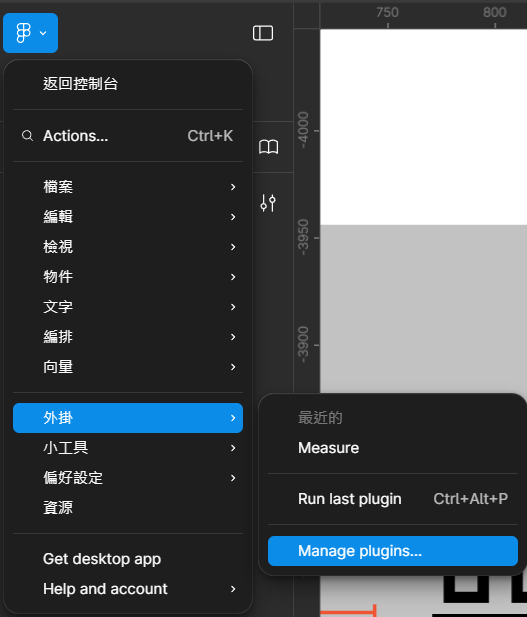 750
800
返回控制台
Actions... Ctrl+K
-4000
檔案
編輯
檢視
-3950
物件
文字
編排
-3900
向量
外掛
最近的
小工具
Measure
偏好設定
Run last plugin Ctrl+Alt+P
資源
Manage plugins...
Get desktop app
Help and account